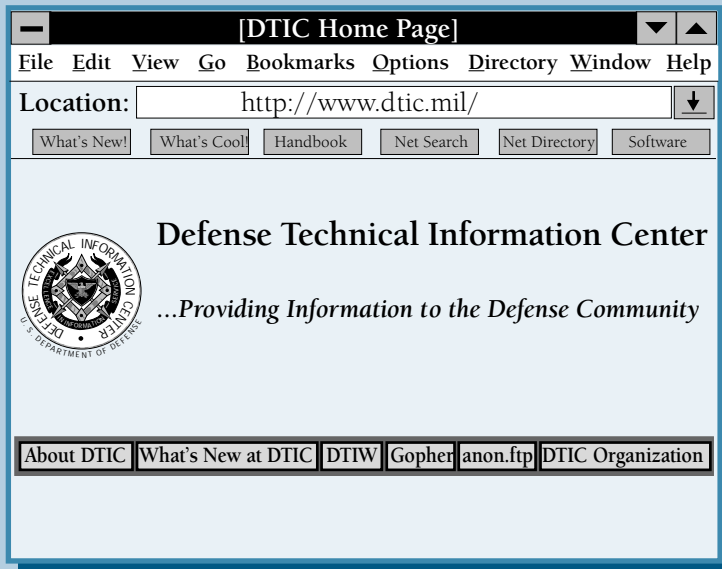 [DTIC Home Page]
File Edit View Go Bookmarks Options Directory Window Help
Location: http://www.dtic.mil/
What's New! What's Cool! Handbook Net Search Net Directory Software
Defense Technical Information Center
DEFENSE TECHNICAL INFORMATION CENTER
U.S. DEPARTMENT OF DEFENSE
...Providing Information to the Defense Community
About DTIC What's New at DTIC DTIW Gopher anon.ftp DTIC Organization